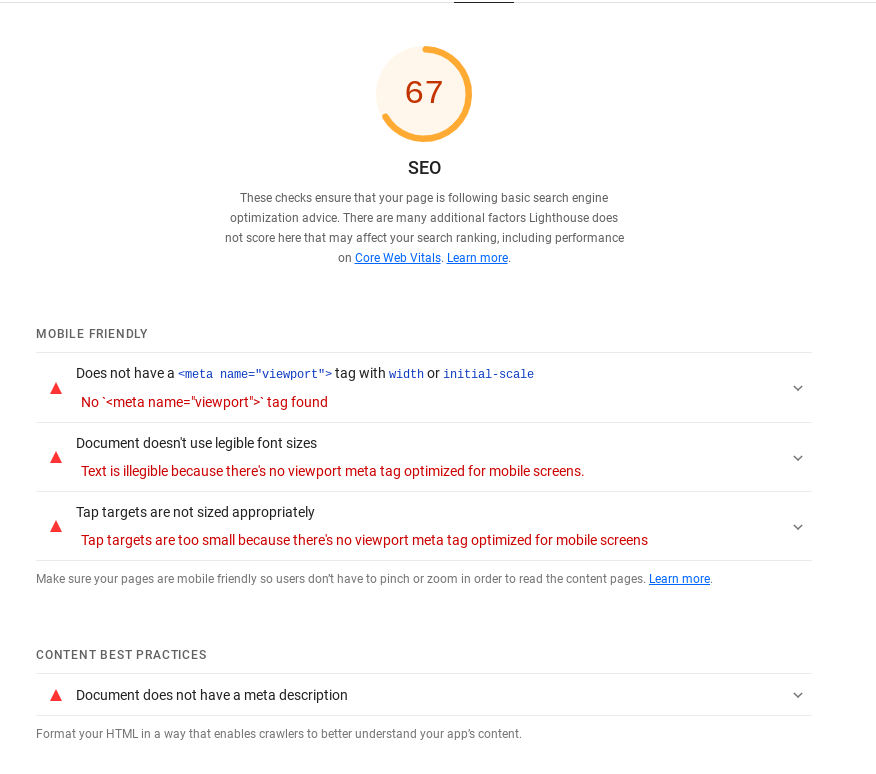 67
SEO
These checks ensure that your page is following basic search engine
optimization advice. There are many additional factors Lighthouse does
not score here that may affect your search ranking, including performance
on Core Web Vitals. Learn more.
MOBILE FRIENDLY
Does not have a <meta name="viewport"> tag with width or initial-scale
No `<meta name="viewport">` tag found
Document doesn't use legible font sizes
Text is illegible because there's no viewport meta tag optimized for mobile screens.
Tap targets are not sized appropriately
Tap targets are too small because there's no viewport meta tag optimized for mobile screens
Make sure your pages are mobile friendly so users don't have to pinch or zoom in order to read the content pages. Learn more.
CONTENT BEST PRACTICES
Document does not have a meta description
Format your HTML in a way that enables crawlers to better understand your app's content.